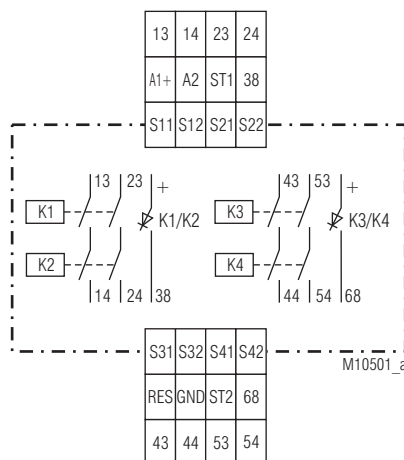 13 14 23 24
A1+ A2 ST1 38
S11 S12 S21 S22
13 23 + 43 53 +
K1 K1/K2 K3 K3/K4
K2 K4
14 24 38 44 54 68
S31 S32 S41 S42
M10501_a
RES GND ST2 68
43 44 53 54